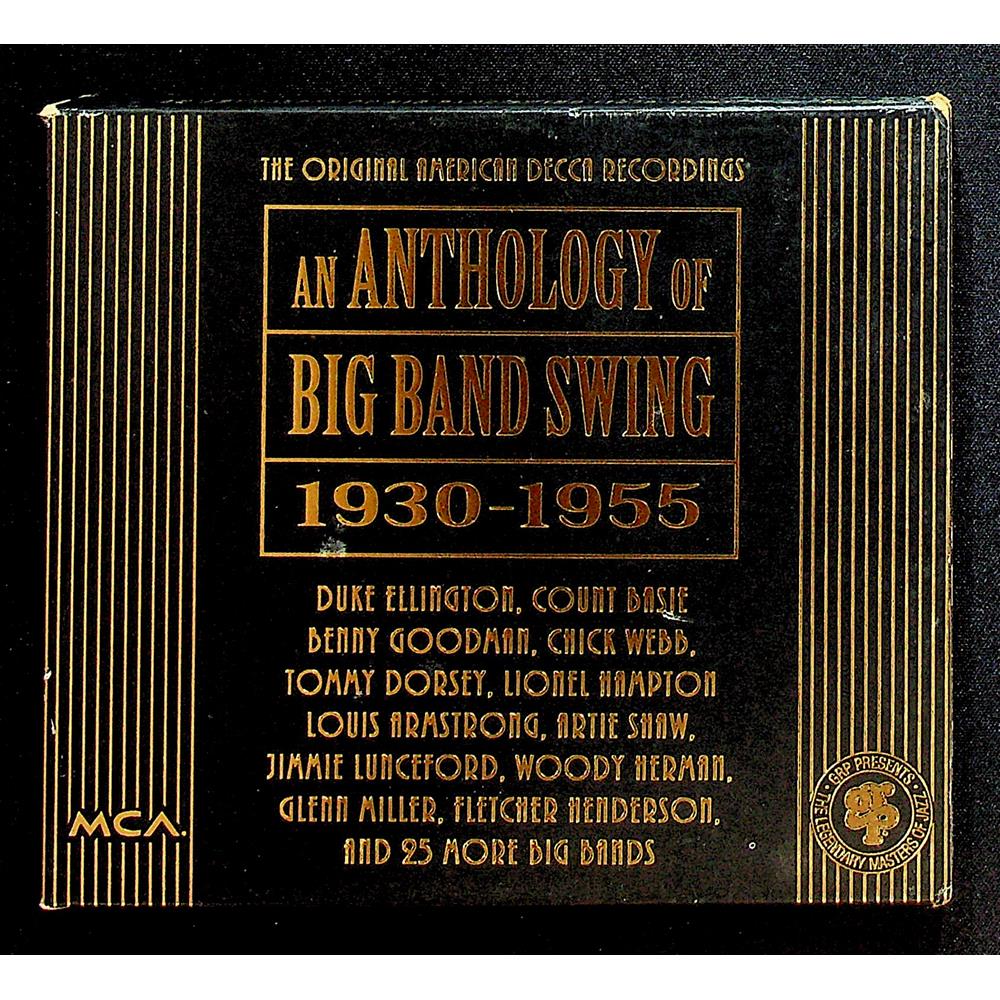 THE ORIGINAL AMERICAN DECCA RECORDINGS
AN ANTHOLOGY OF
BIG BAND SWING
1930-1955
DUKE ELLINGTON, COUNT BASIE
BENNY GOODMAN, CHICK WEBB,
TOMMY DORSEY, LIONEL HAMPTON
LOUIS ARMSTRONG, ARTIE SHAW,
JIMMIE LUNCEFORD, WOODY HERMAN,
GLENN MILLER, FLETCHER HENDERSON,
AND 25 MORE BIG BANDS
MCA.
GRP PRESENTS · THE LEGENDARY MASTERS OF JAZZ ·
grp